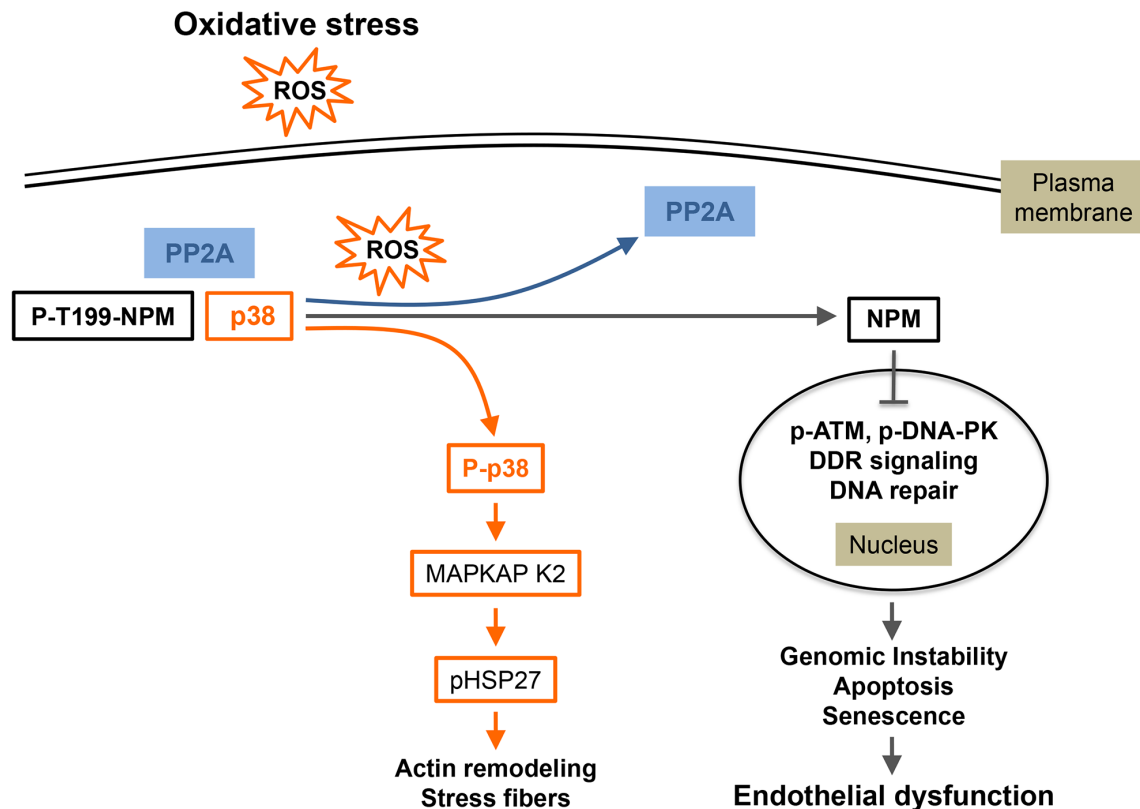 Oxidative stress
ROS
Plasma
membrane
PP2A
PP2A
ROS
P-T199-NPM
p38
NPM
p-ATM, p-DNA-PK
DDR signaling
DNA repair
P-p38
Nucleus
MAPKAP K2
Genomic Instability
Apoptosis
Senescence
pHSP27
Actin remodeling
Stress fibers
Endothelial dysfunction